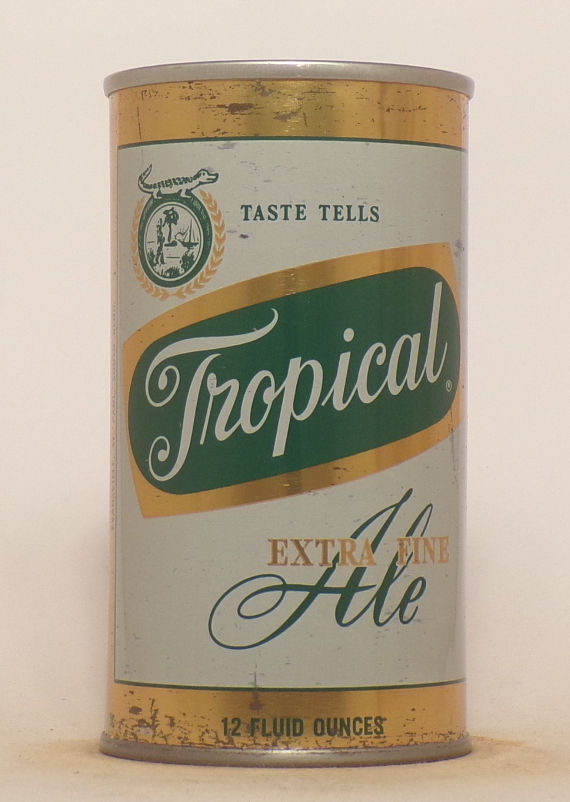 TASTE TELLS
Tropical®
EXTRA FINE
Ale
12 FLUID OUNCES